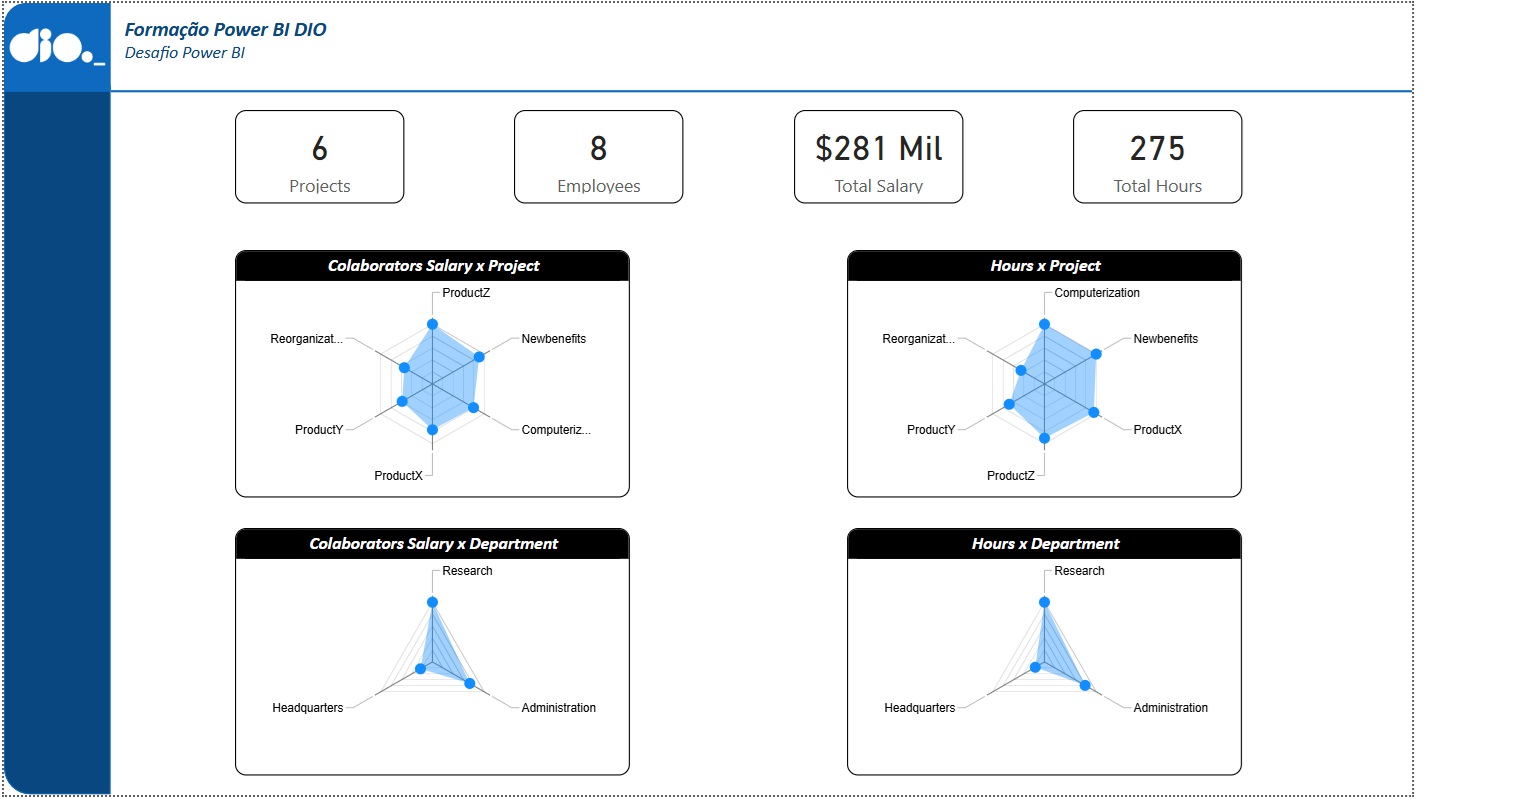 dio._
Formação Power BI DIO
Desafio Power BI
6
Projects
8
Employees
$281 Mil
Total Salary
275
Total Hours
Colaborators Salary x Project
ProductZ
Reorganizat...
Newbenefits
ProductY
Computeriz...
ProductX
Hours x Project
Computerization
Reorganizat...
Newbenefits
ProductY
ProductX
ProductZ
Colaborators Salary x Department
Research
Headquarters
Administration
Hours x Department
Research
Headquarters
Administration